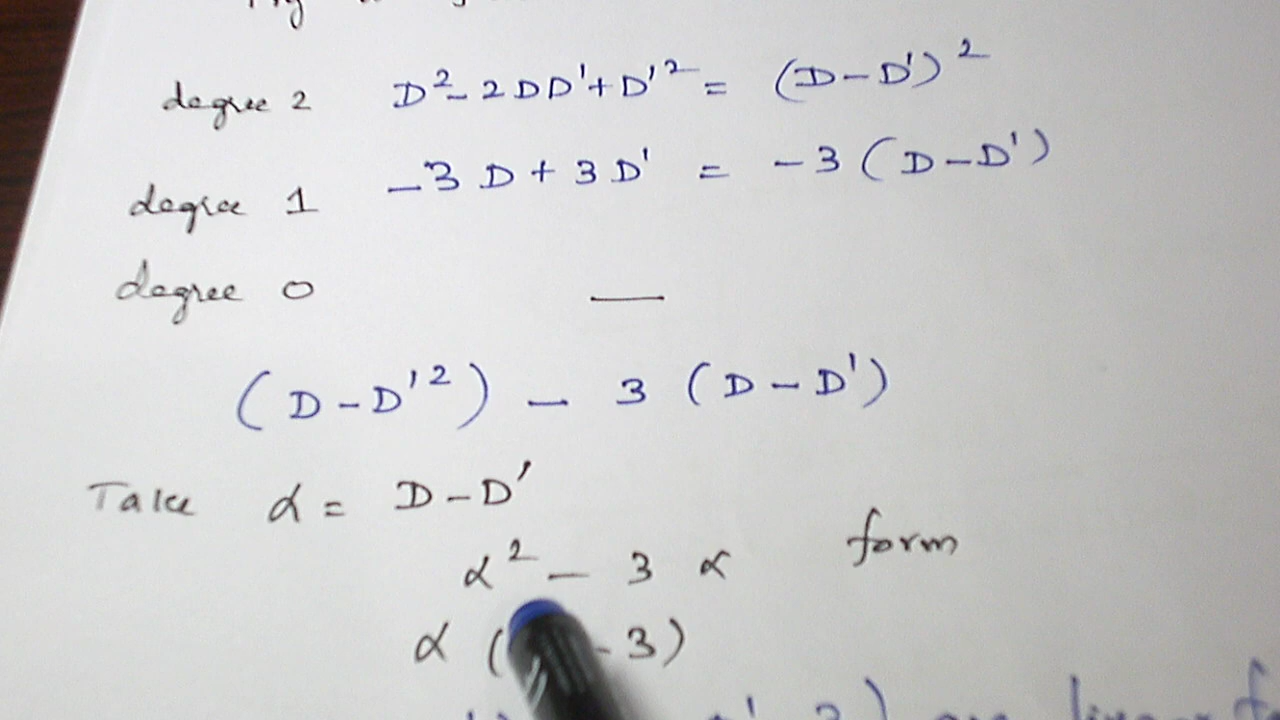 degree 2 D² - 2DD' + D'² = (D-D')²
degree 1 -3D + 3D' = -3(D-D')
degree 0 —
(D-D'²) - 3(D-D')
Take α = D-D'
α² - 3α form
α ( -3)